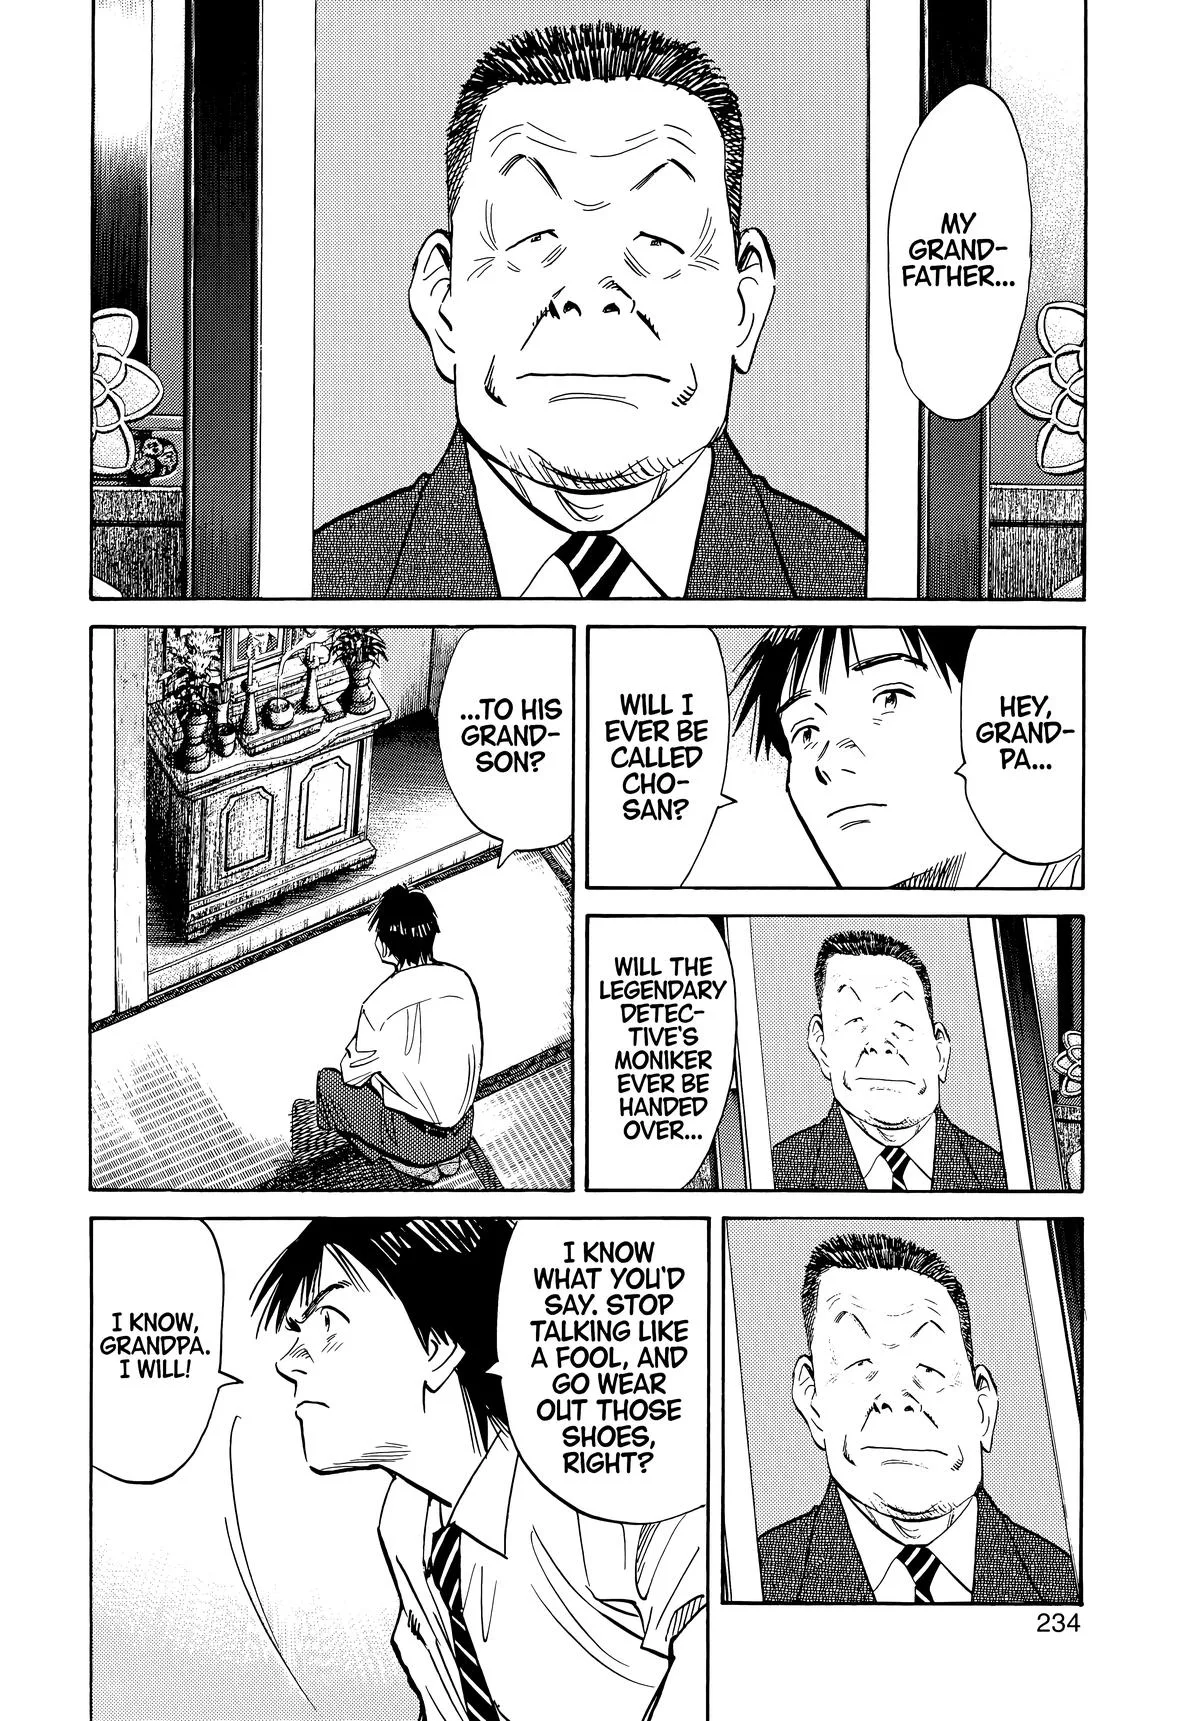 MY
GRAND-
FATHER...
HEY,
GRAND-
PA...
WILL I
EVER BE
CALLED
CHO-
SAN?
WILL THE
LEGENDARY
DETEC-
TIVE'S
MONIKER
EVER BE
HANDED
OVER...
...TO HIS
GRAND-
SON?
I KNOW
WHAT YOU'D
SAY. STOP
TALKING LIKE
A FOOL, AND
GO WEAR
OUT THOSE
SHOES,
RIGHT?
I KNOW,
GRANDPA.
I WILL!
234